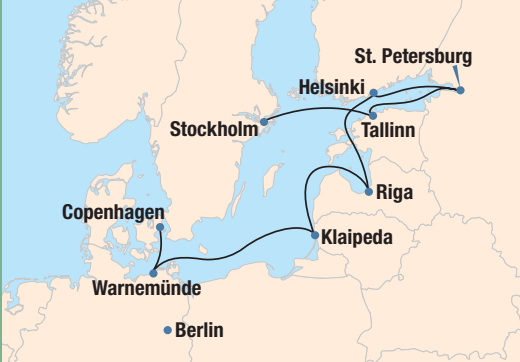 St. Petersburg
Helsinki
Stockholm
Tallinn
Riga
Copenhagen
Klaipeda
Warnemünde
Berlin